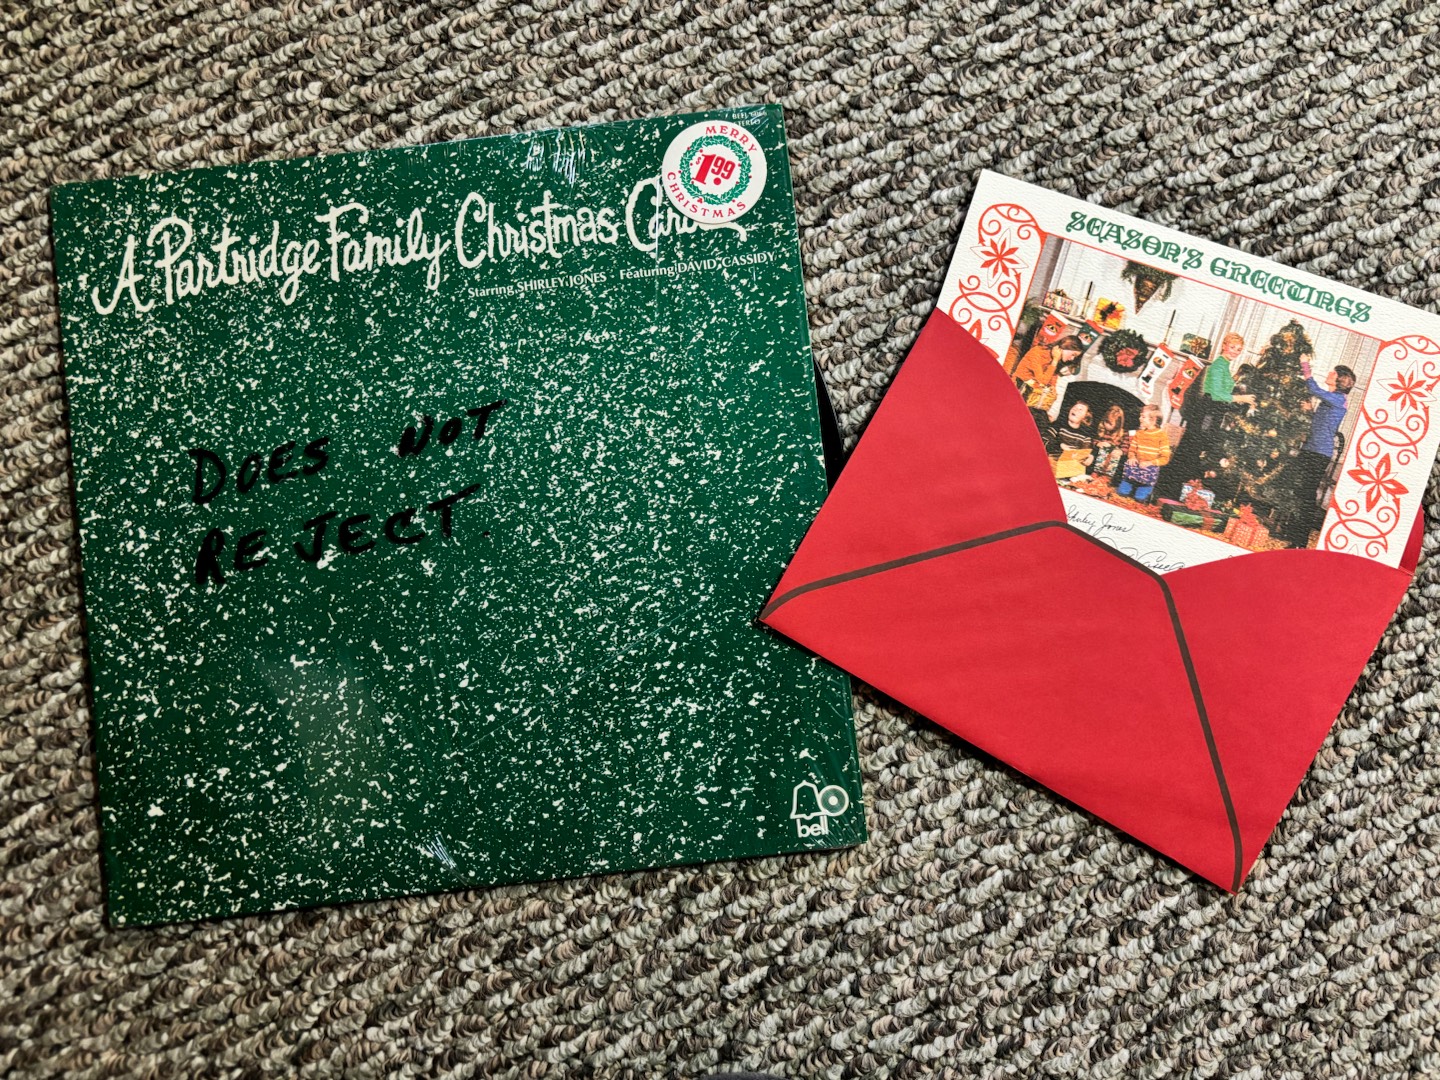 STEREO
MERRY
$1.99
CHRISTMAS
A Partridge Family Christmas
Starring SHIRLEY JONES Featuring DAVID CASSIDY
DOES NOT
REJECT.
bell
SEASON'S GREETINGS
Shirley Jones